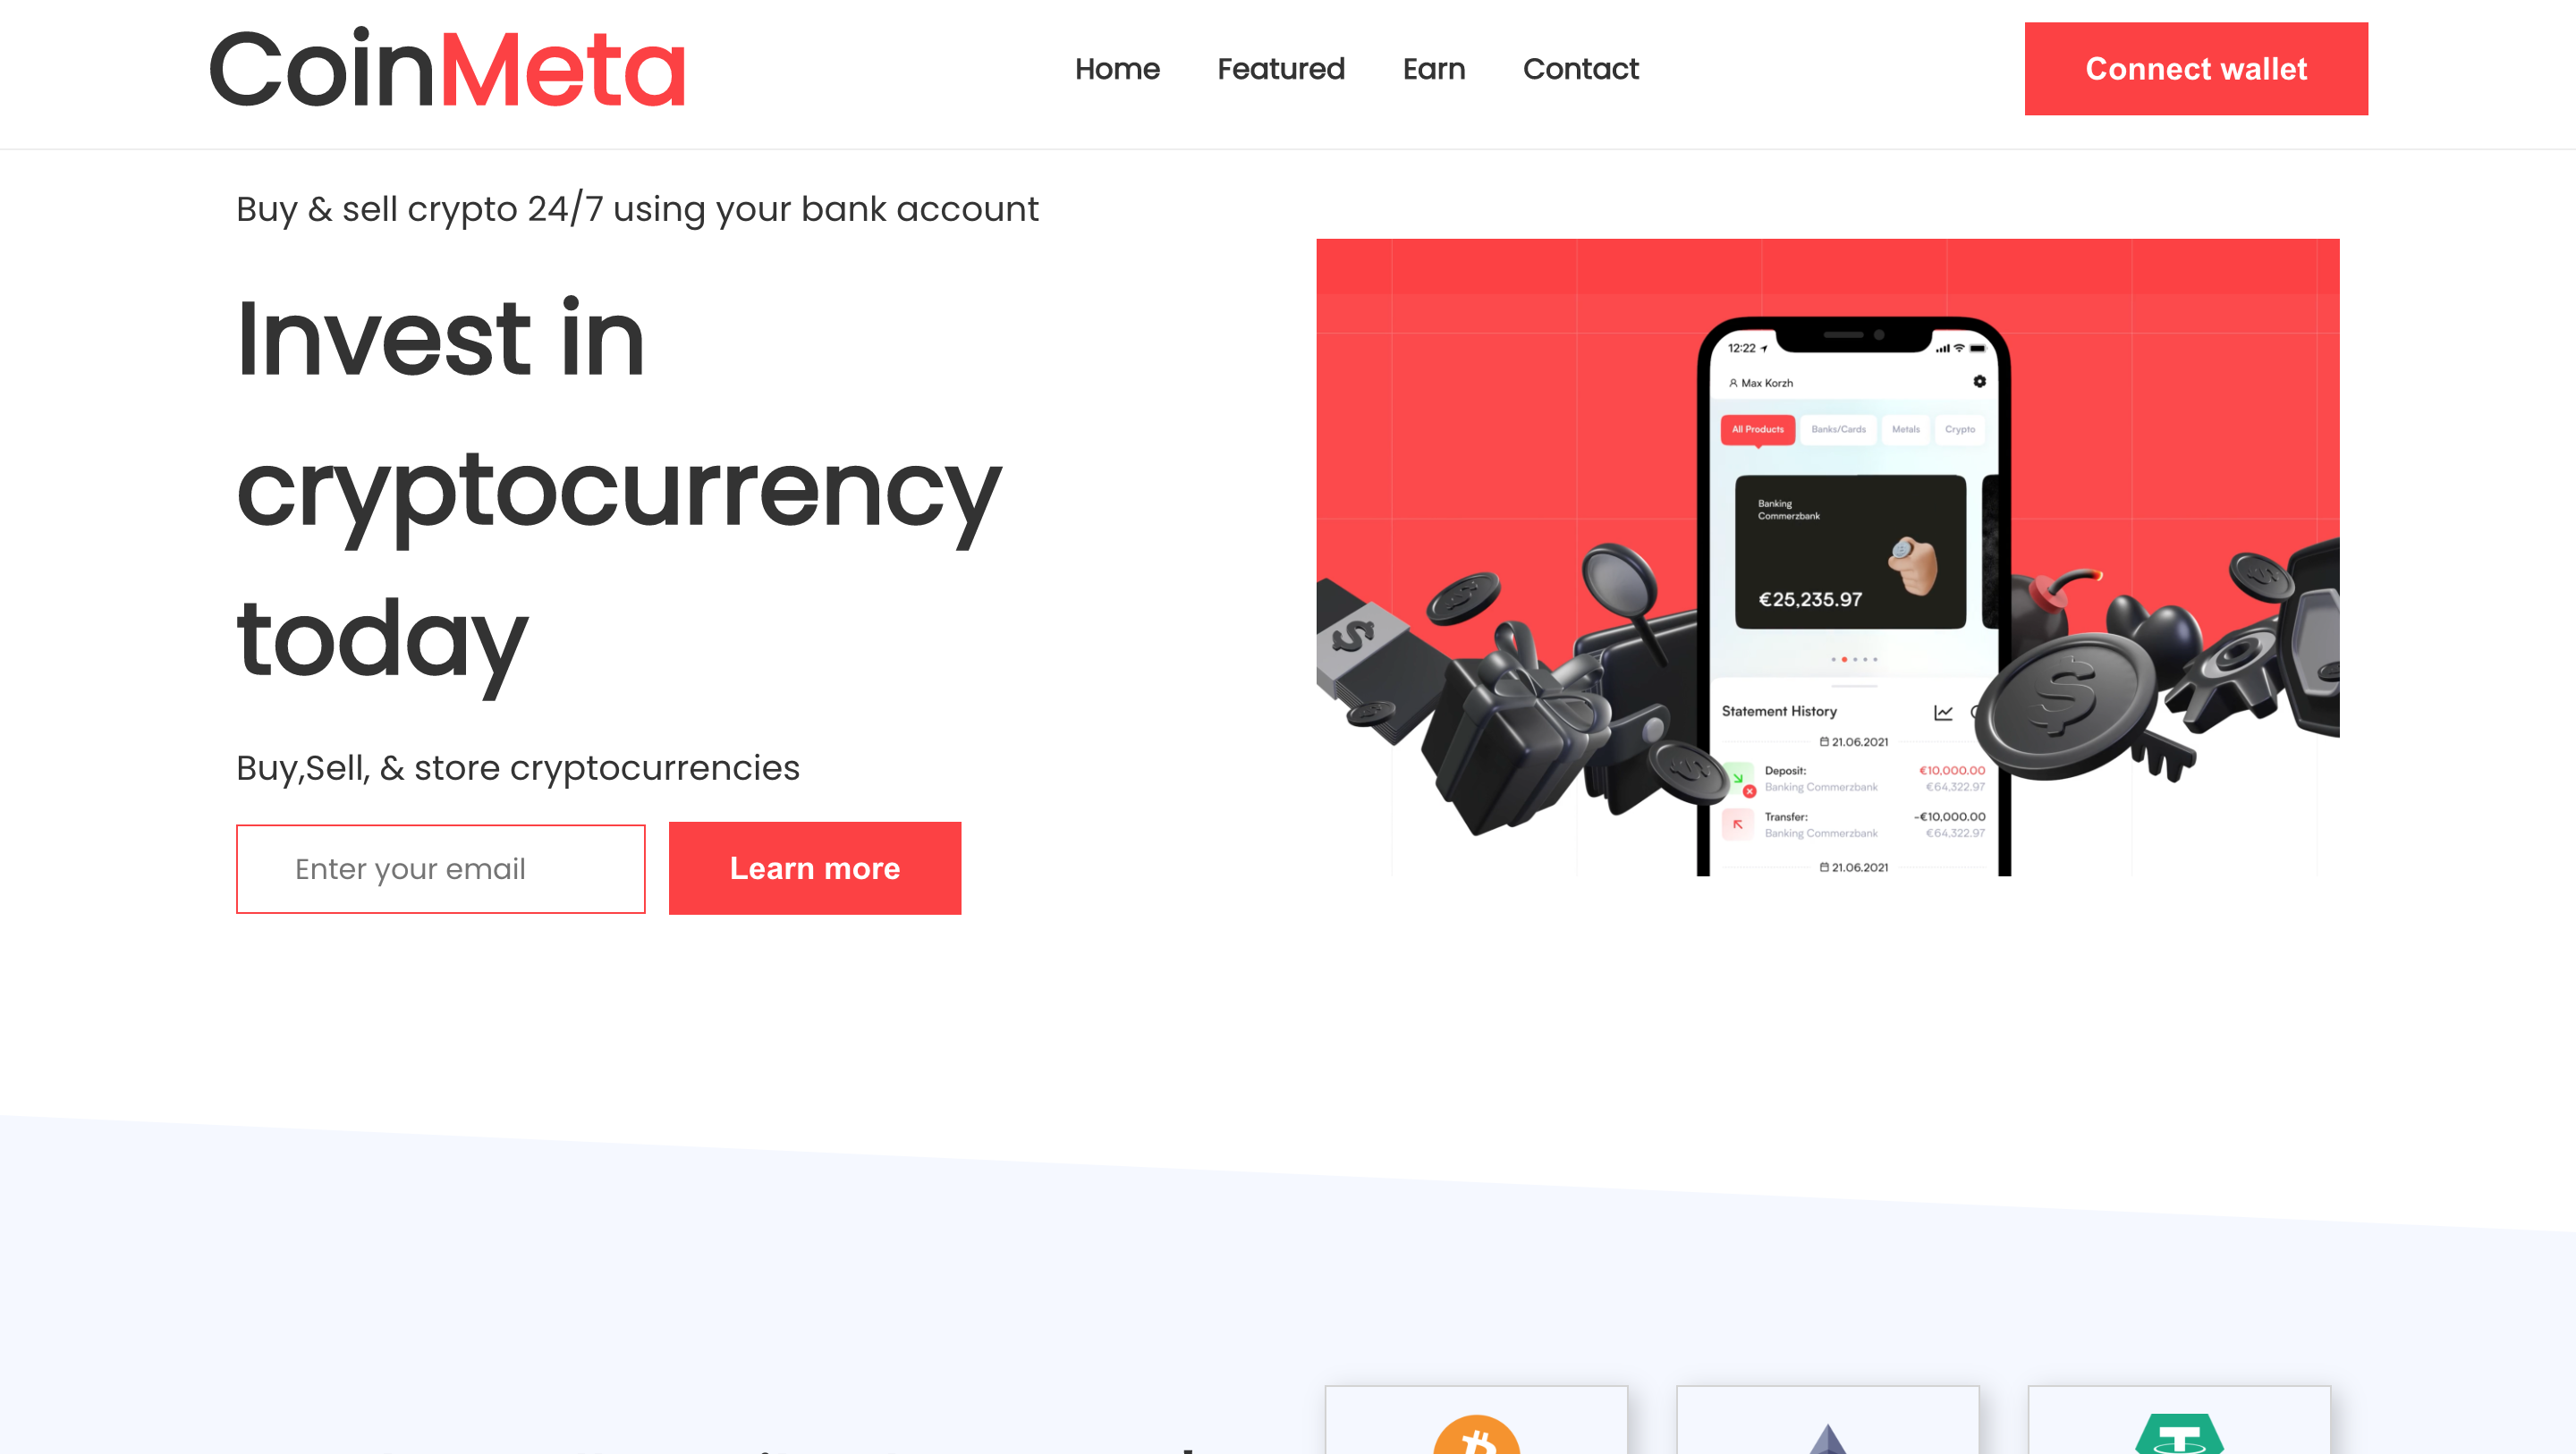 CoinMeta
Home Featured Earn Contact
Connect wallet
Buy & sell crypto 24/7 using your bank account
Invest in
cryptocurrency
today
Buy,Sell, & store cryptocurrencies
Enter your email
Learn more
12:22
Max Korzh
All Products Banks/Cards Metals Crypto
Banking
Commerzbank
€25,235.97
Statement History
21.06.2021
Deposit: €10,000.00
Banking Commerzbank €64,322.97
Transfer: -€10,000.00
Banking Commerzbank €64,322.97
21.06.2021